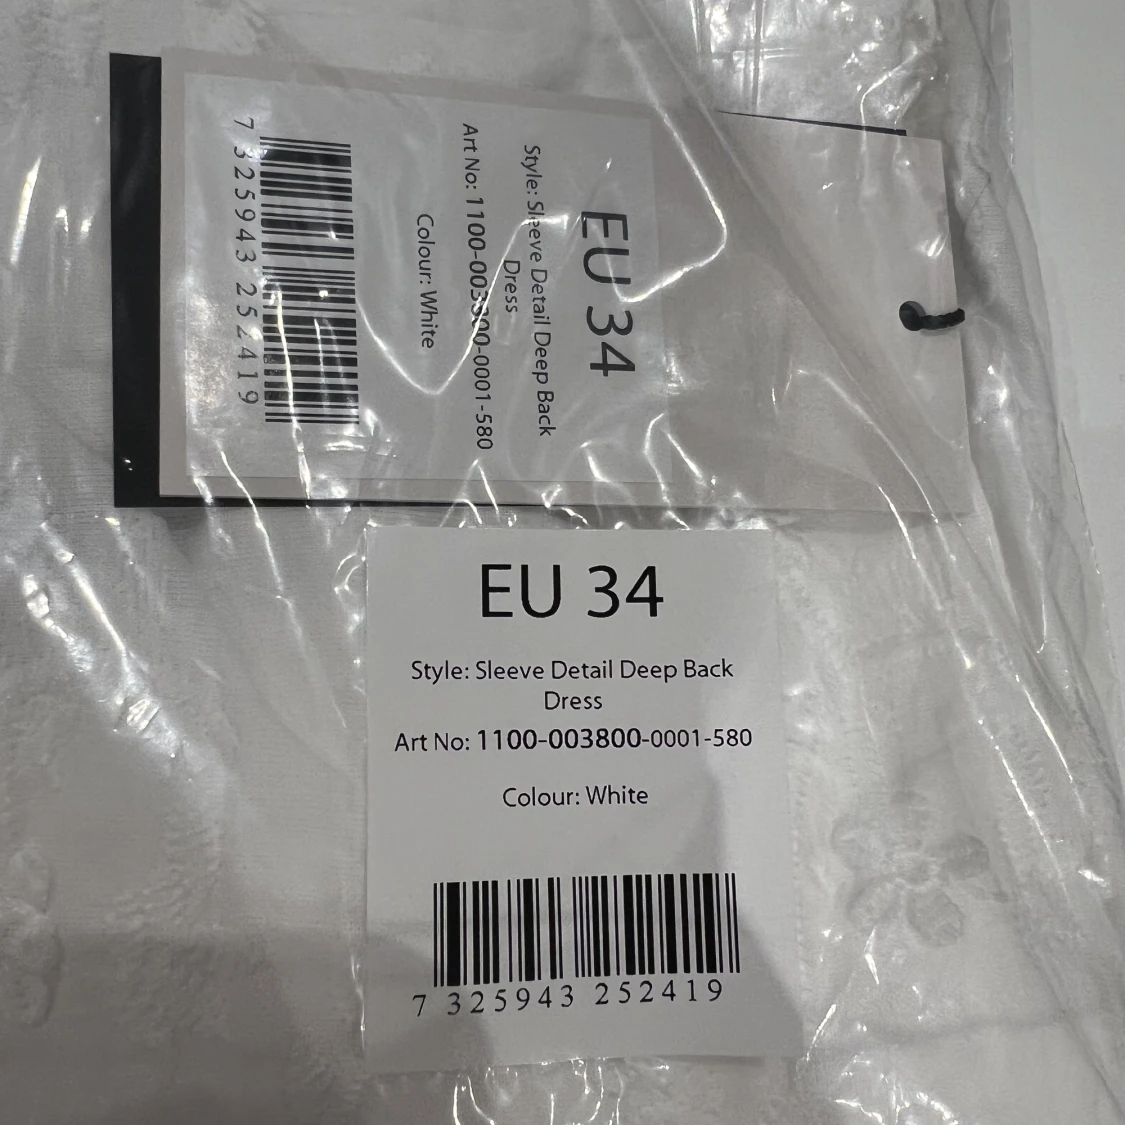 EU 34
Style: Sleeve Detail Deep Back
Dress
Art No: 1100-003800-0001-580
Colour: White
7 325943 252419
EU 34
Style: Sleeve Detail Deep Back
Dress
Art No: 1100-003800-0001-580
Colour: White
7 325943 252419